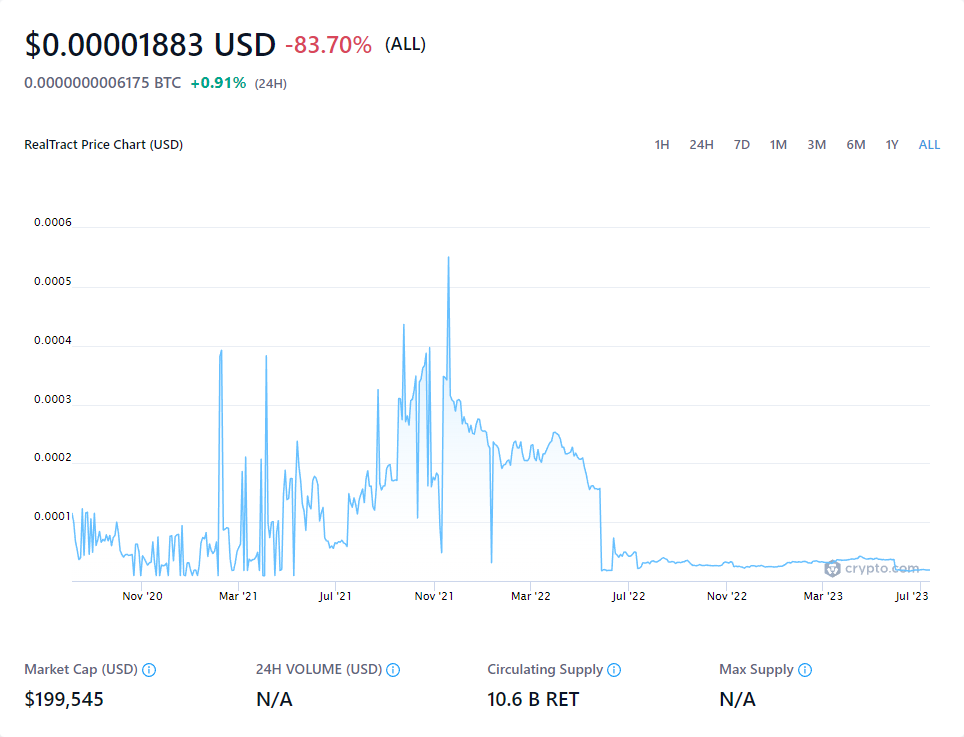 $0.00001883 USD -83.70% (ALL)
0.0000000006175 BTC +0.91% (24H)
RealTract Price Chart (USD) 1H 24H 7D 1M 3M 6M 1Y ALL
0.0006
0.0005
0.0004
0.0003
0.0002
0.0001
crypto.com
Nov '20 Mar '21 Jul '21 Nov '21 Mar '22 Jul '22 Nov '22 Mar '23 Jul '23
Market Cap (USD) 24H VOLUME (USD) Circulating Supply Max Supply
$199,545 N/A 10.6 B RET N/A